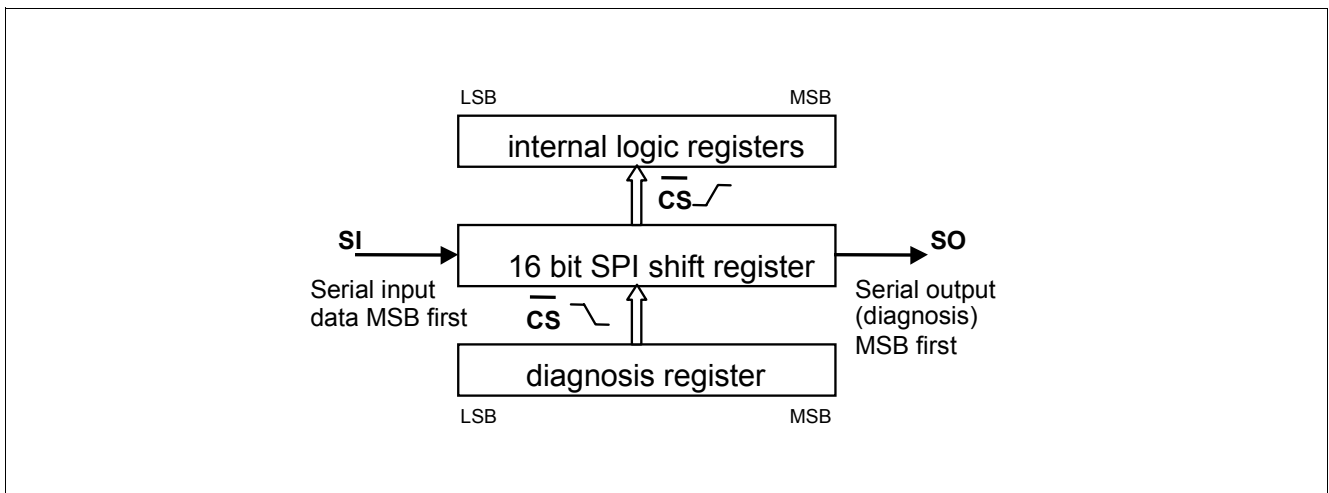 LSB MSB
internal logic registers
CS
SI
SO
16 bit SPI shift register
Serial input
data MSB first
CS
Serial output
(diagnosis)
MSB first
diagnosis register
LSB MSB